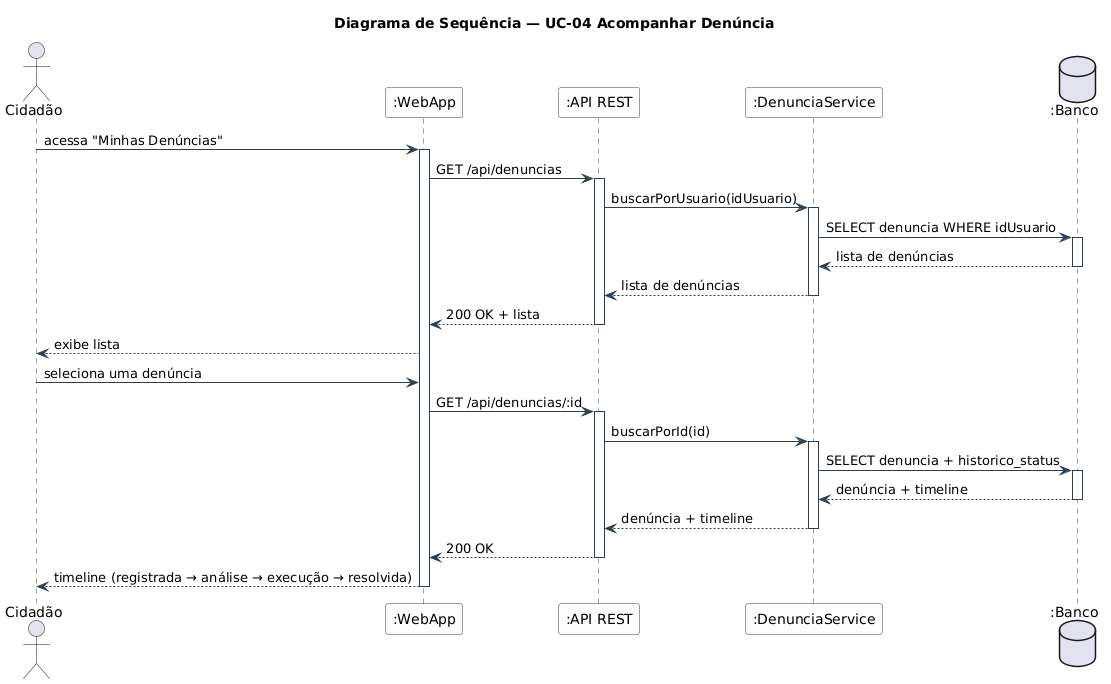 Diagrama de Sequência — UC-04 Acompanhar Denúncia
Cidadão
:WebApp
:API REST
:DenunciaService
:Banco
acessa "Minhas Denúncias"
GET /api/denuncias
buscarPorUsuario(idUsuario)
SELECT denuncia WHERE idUsuario
lista de denúncias
lista de denúncias
200 OK + lista
exibe lista
seleciona uma denúncia
GET /api/denuncias/:id
buscarPorId(id)
SELECT denuncia + historico_status
denúncia + timeline
denúncia + timeline
200 OK
timeline (registrada → análise → execução → resolvida)
Cidadão
:WebApp
:API REST
:DenunciaService
:Banco